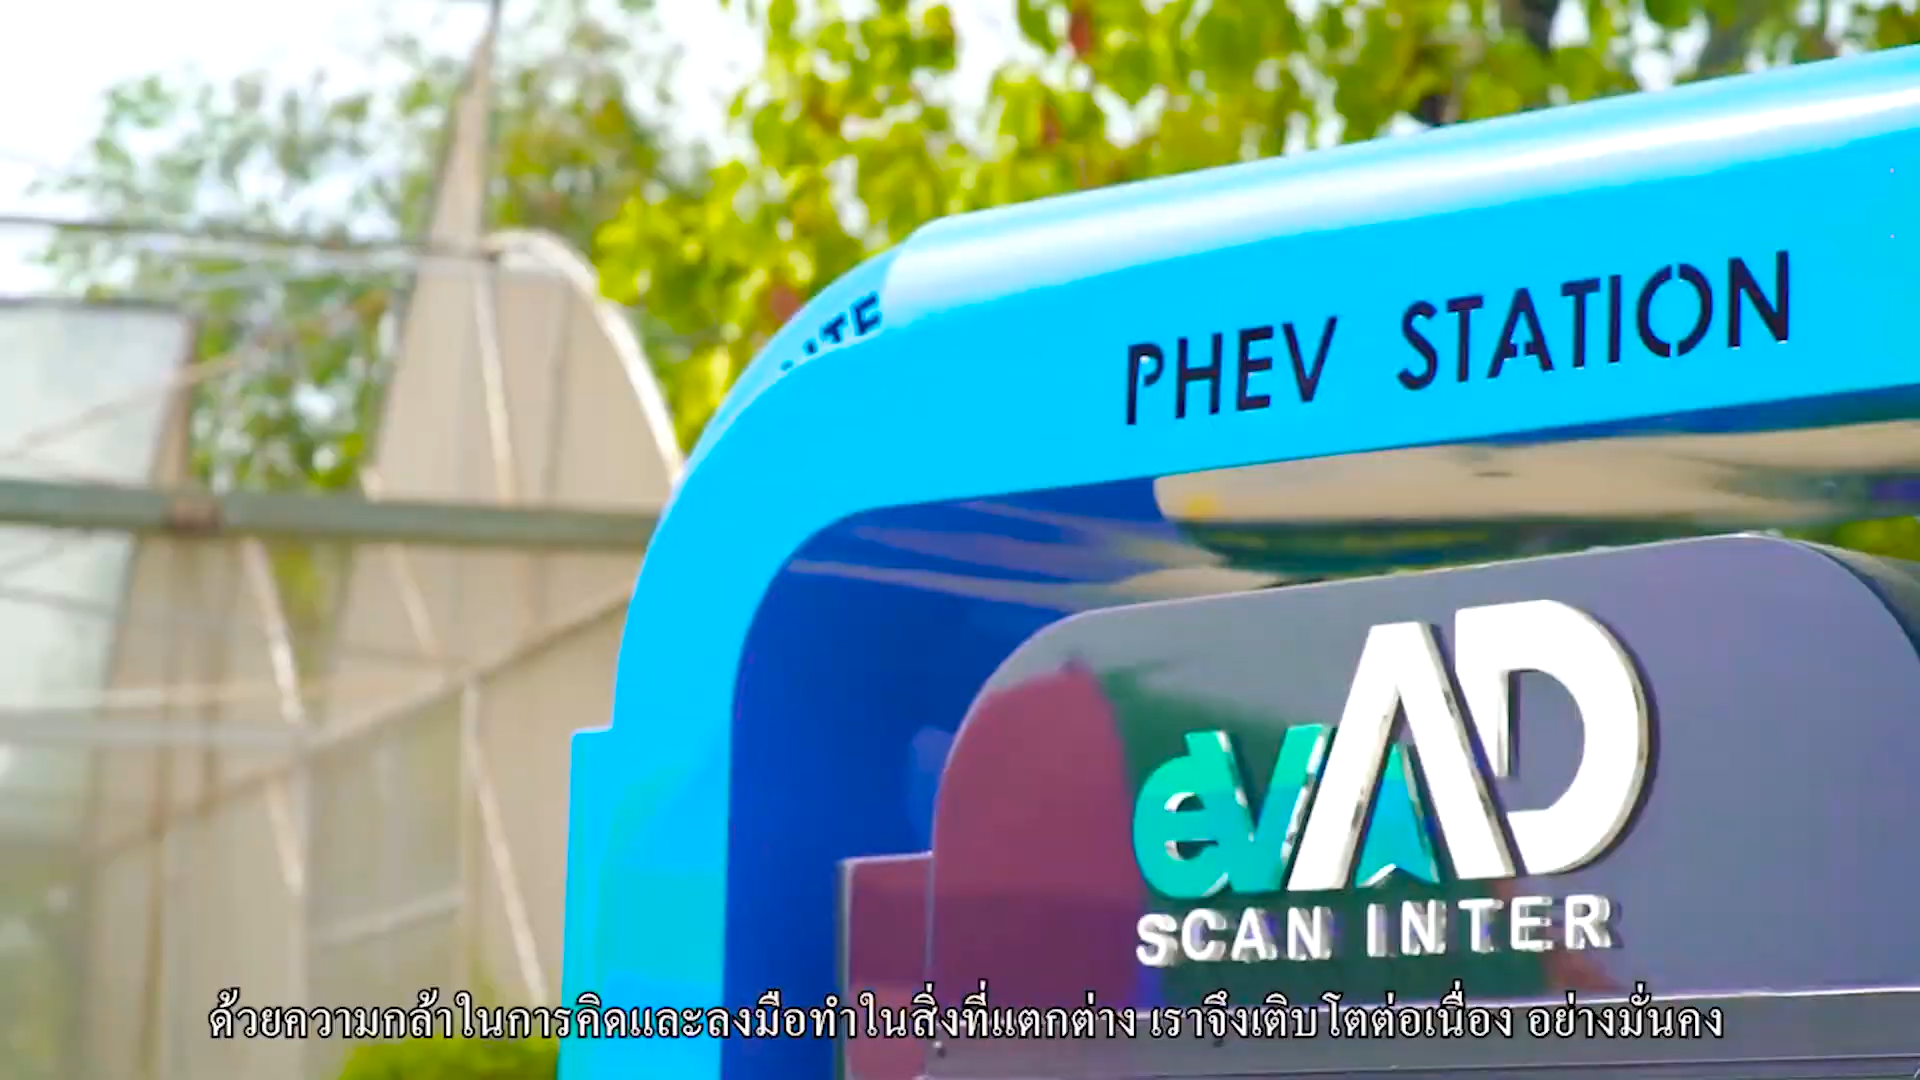 PHEV STATION
evAD
SCAN INTER
ด้วยความกล้าในการคิดและลงมือทำในสิ่งที่แตกต่าง เราจึงเติบโตต่อเนื่อง อย่างมั่นคง